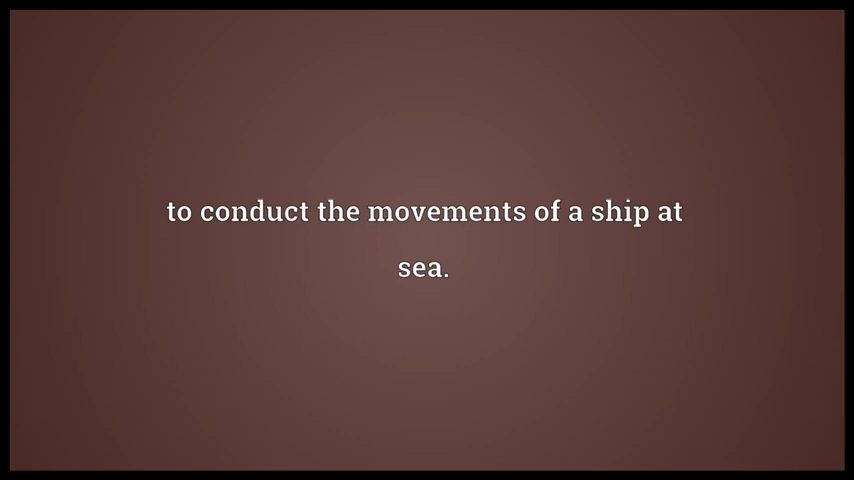 to conduct the movements of a ship at
sea.